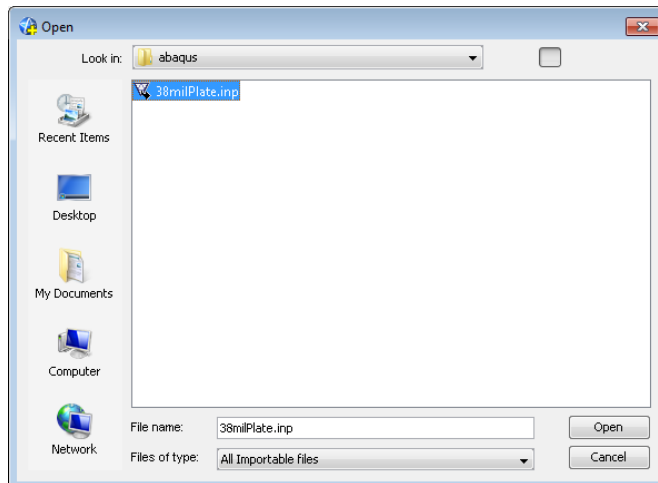 Open
Look in: abaqus
38milPlate.inp
Recent Items
Desktop
My Documents
Computer
Network
File name: 38milPlate.inp Open
Files of type: All Importable files Cancel